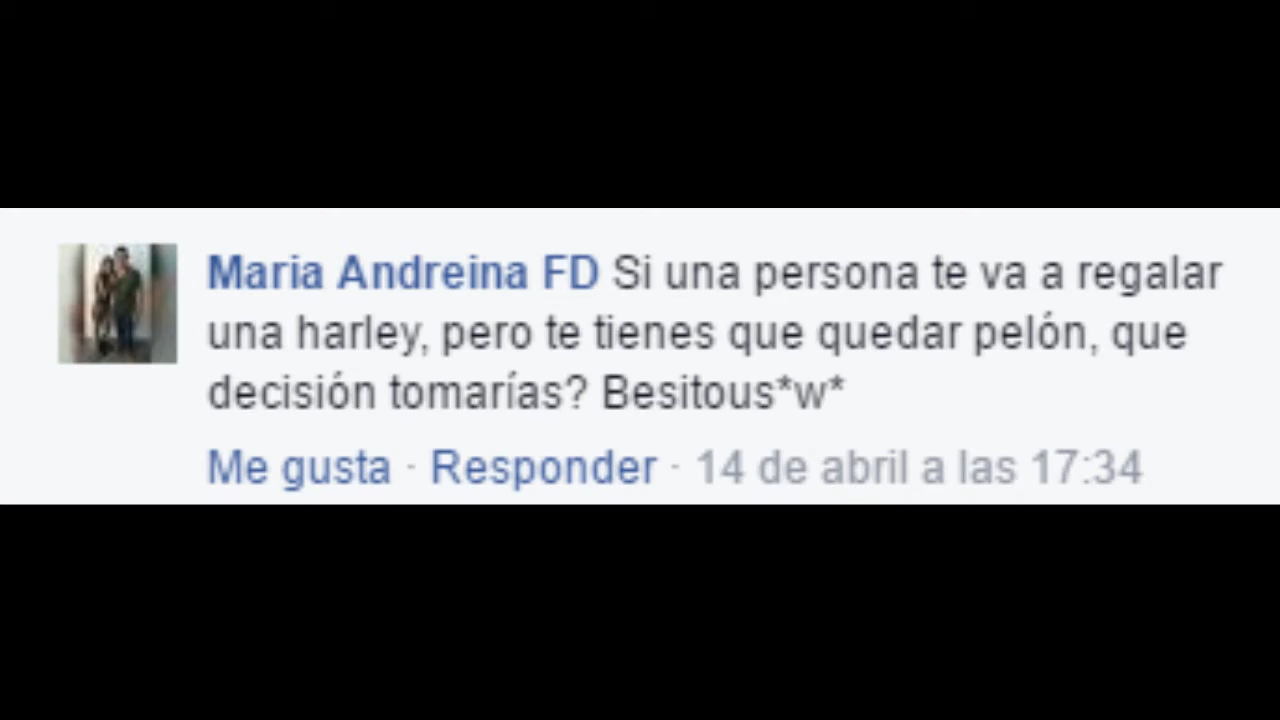 Maria Andreina FD Si una persona te va a regalar
una harley, pero te tienes que quedar pelón, que
decisión tomarías? Besitous*w*
Me gusta · Responder · 14 de abril a las 17:34